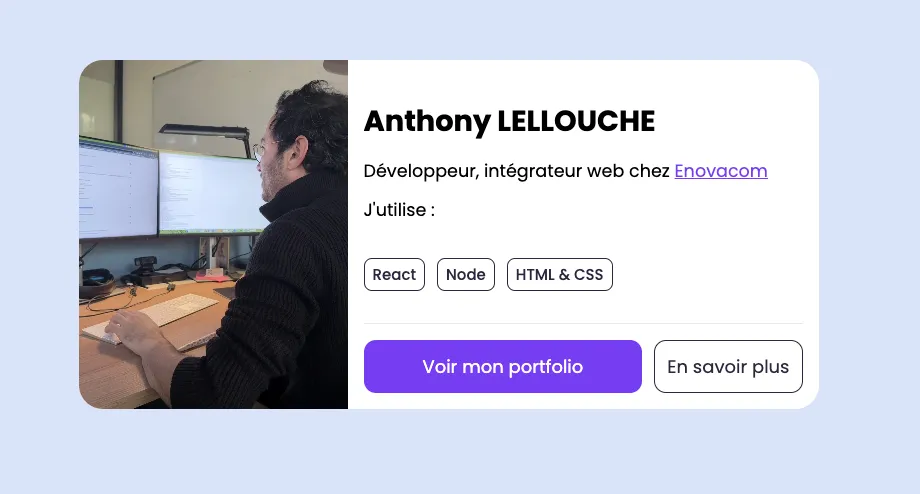 Anthony LELLOUCHE
Développeur, intégrateur web chez Enovacom
J'utilise :
React Node HTML & CSS
Voir mon portfolio En savoir plus